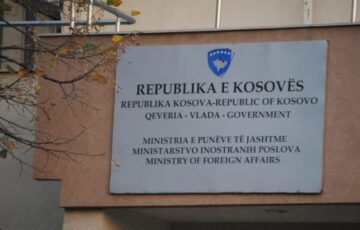 REPUBLIKA E KOSOVËS
REPUBLIKA KOSOVA-REPUBLIC OF KOSOVO
QEVERIA - VLADA - GOVERNMENT
MINISTRIA E PUNËVE TË JASHTME
MINISTARSTVO INOSTRANIH POSLOVA
MINISTRY OF FOREIGN AFFAIRS